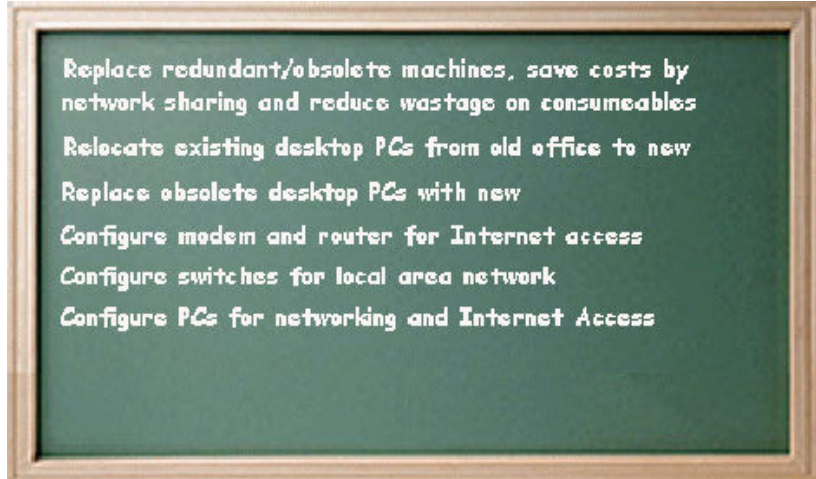 Replace redundant/obsolete machines, save costs by
network sharing and reduce wastage on consumeables
Relocate existing desktop PCs from old office to new
Replace obsolete desktop PCs with new
Configure modem and router for Internet access
Configure switches for local area network
Configure PCs for networking and Internet Access